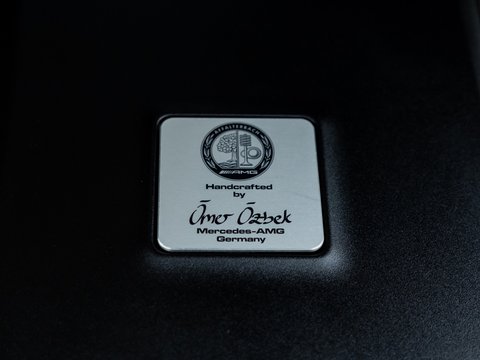 AFFALTERBACH
AMG
Handcrafted
by
Ömer Özbek
Mercedes-AMG
Germany